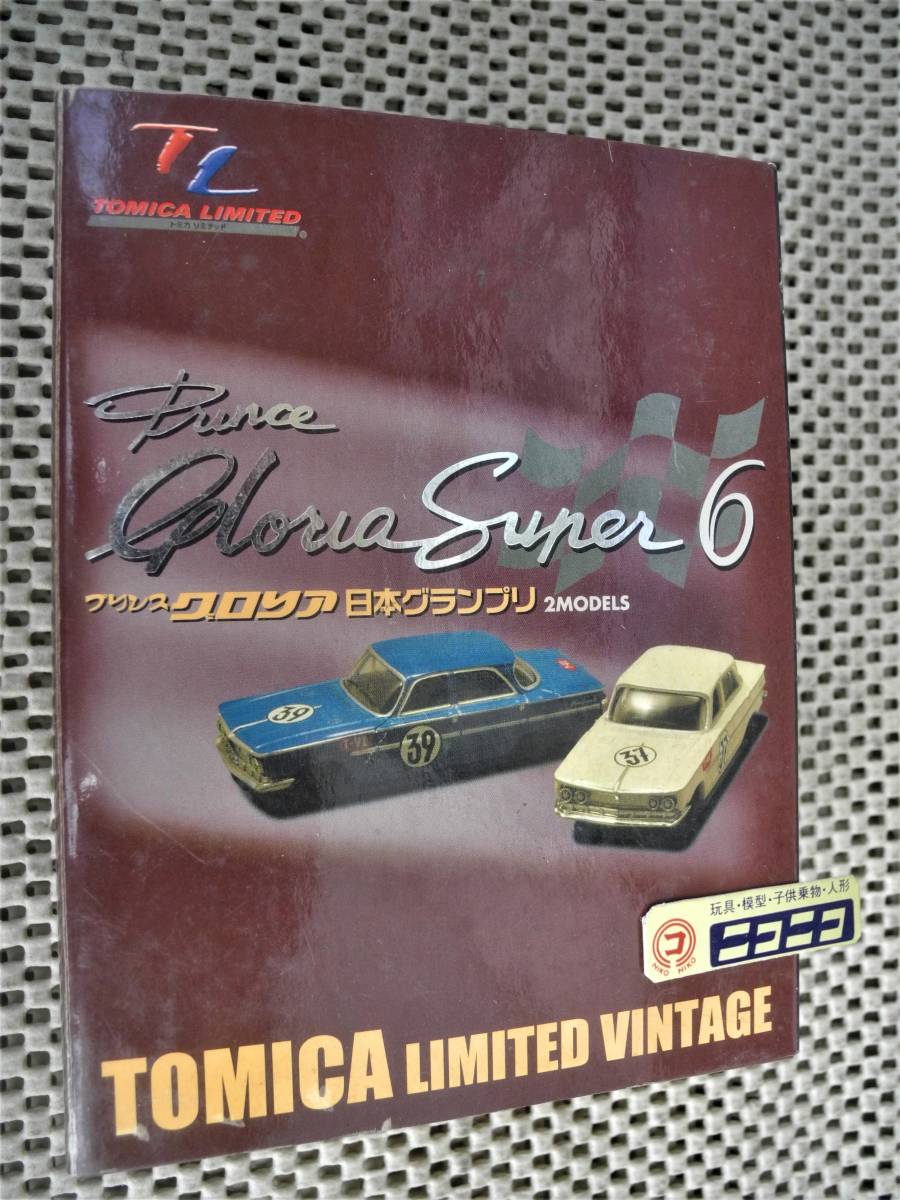 TL
TOMICA LIMITED
トミカ リミテッド
®
Prince
Gloria Super 6
プリンス グロリア 日本グランプリ 2MODELS
39
39
37
37
玩具・模型・子供乗物・人形
コ
NIKO NIKO
ニコニコ
TOMICA LIMITED VINTAGE